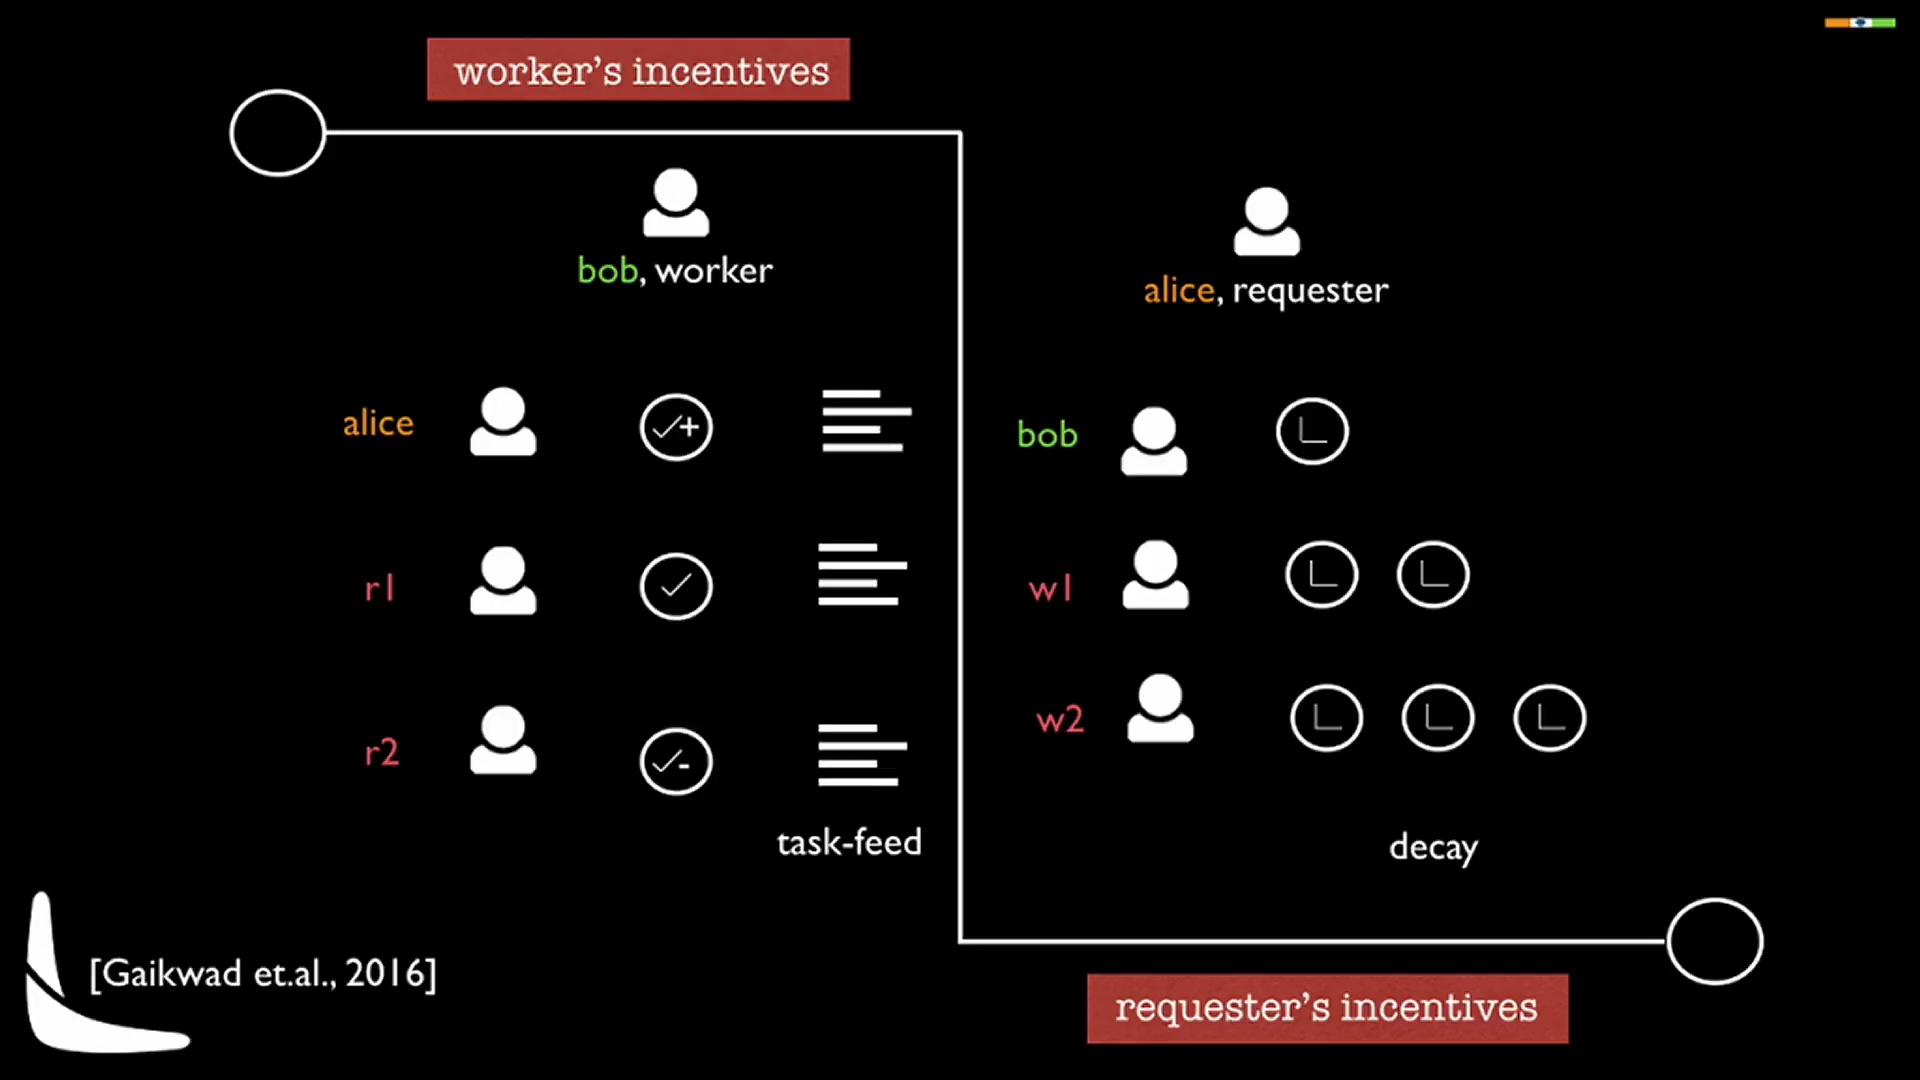 worker's incentives
bob, worker
alice
✓+
r1
✓
r2
✓-
task-feed
alice, requester
bob
w1
w2
decay
[Gaikwad et.al., 2016]
requester's incentives